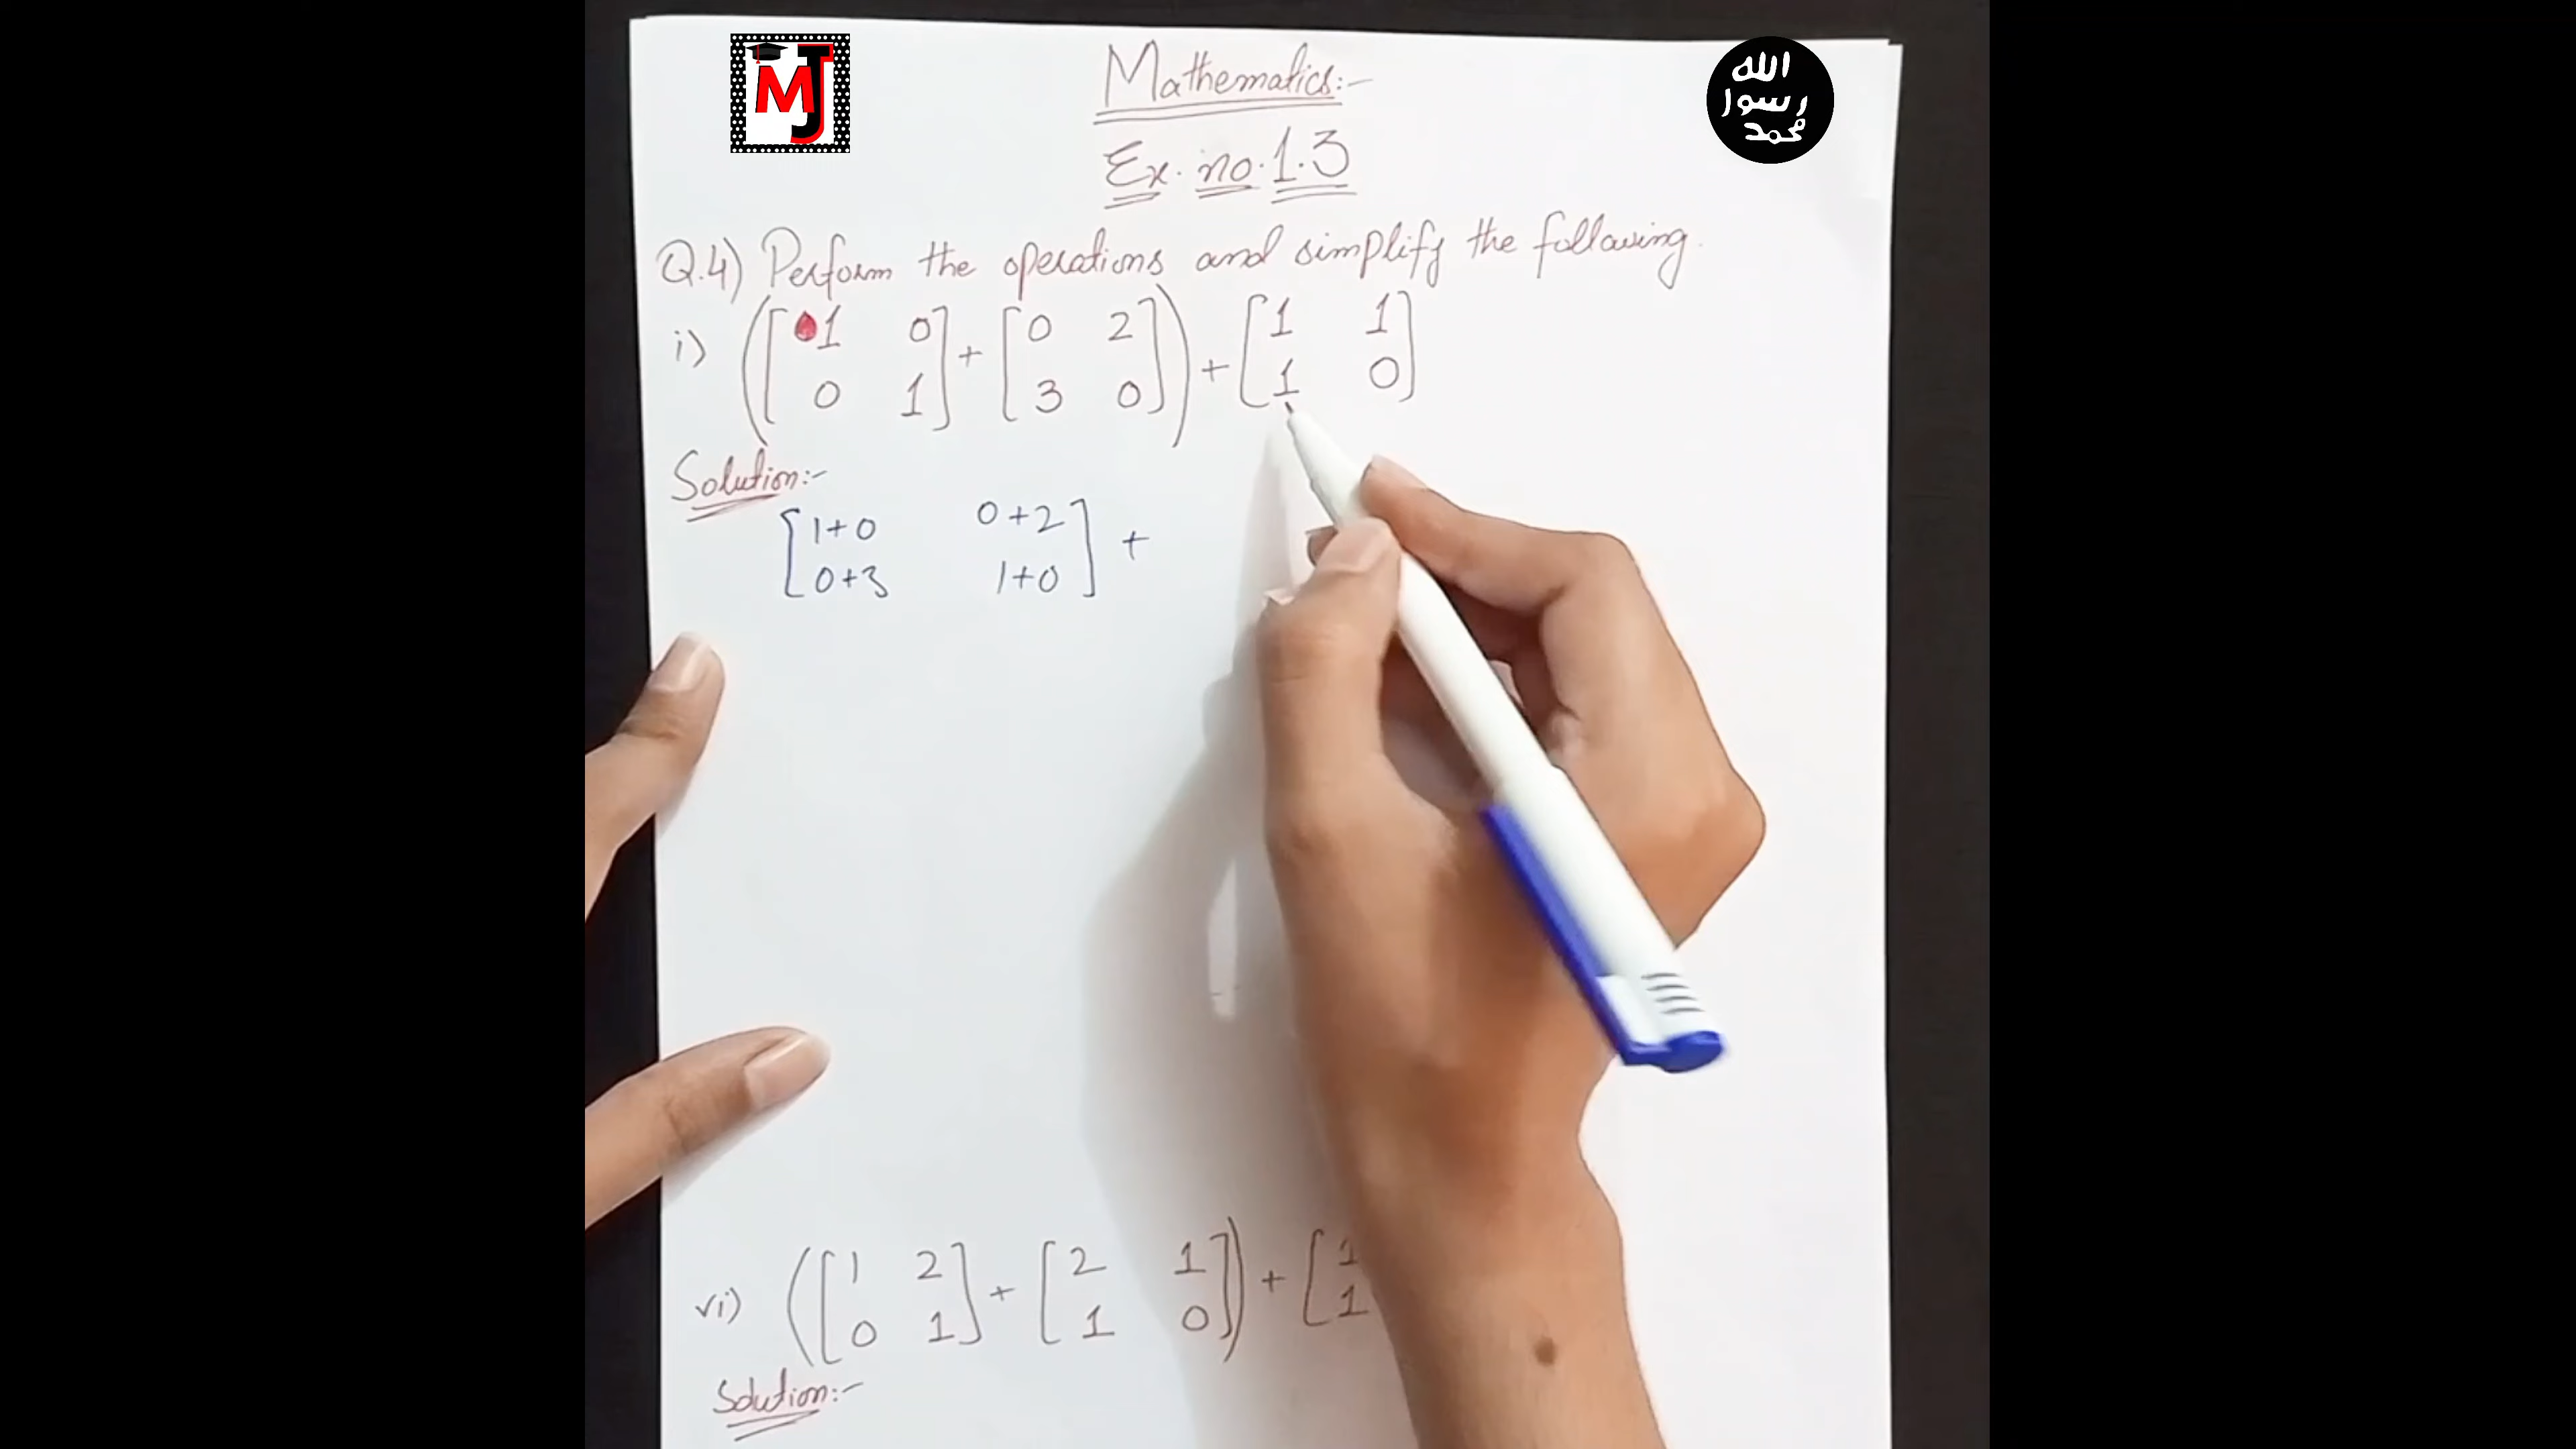 MJ
الله
رسول
محمد
Mathematics:-
Ex. no. 1.3
Q.4) Perform the operations and simplify the following.
i) ([1 0] + [0 2]) + [1 1]
[0 1] [3 0] [1 0]
Solution:-
[1+0 0+2] +
[0+3 1+0]
vi) ([1 2] + [2 1]) + [1
[0 1] [1 0] [1
Solution:-